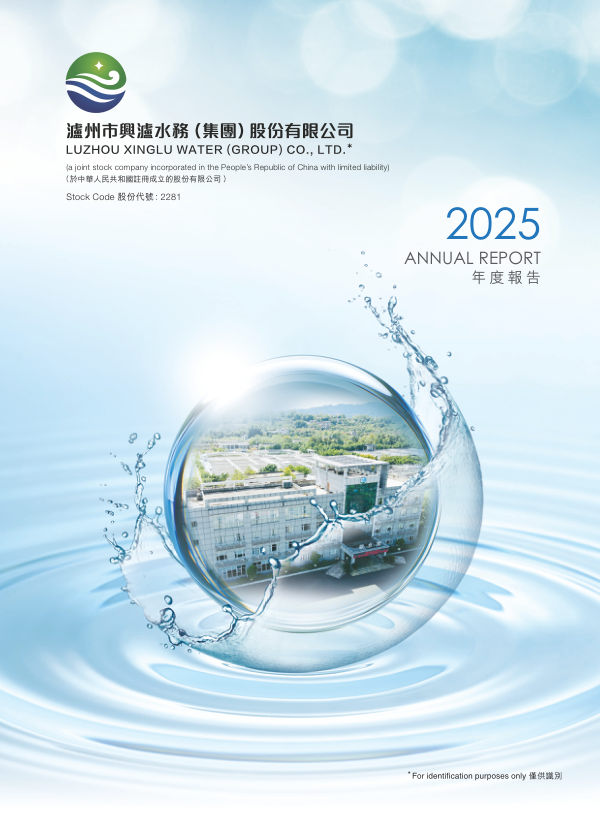 瀘州市興瀘水務（集團）股份有限公司
LUZHOU XINGLU WATER (GROUP) CO., LTD.*
(a joint stock company incorporated in the People's Republic of China with limited liability)
（於中華人民共和國註冊成立的股份有限公司）
Stock Code 股份代號 : 2281
2025
ANNUAL REPORT
年度報告
* For identification purposes only 僅供識別